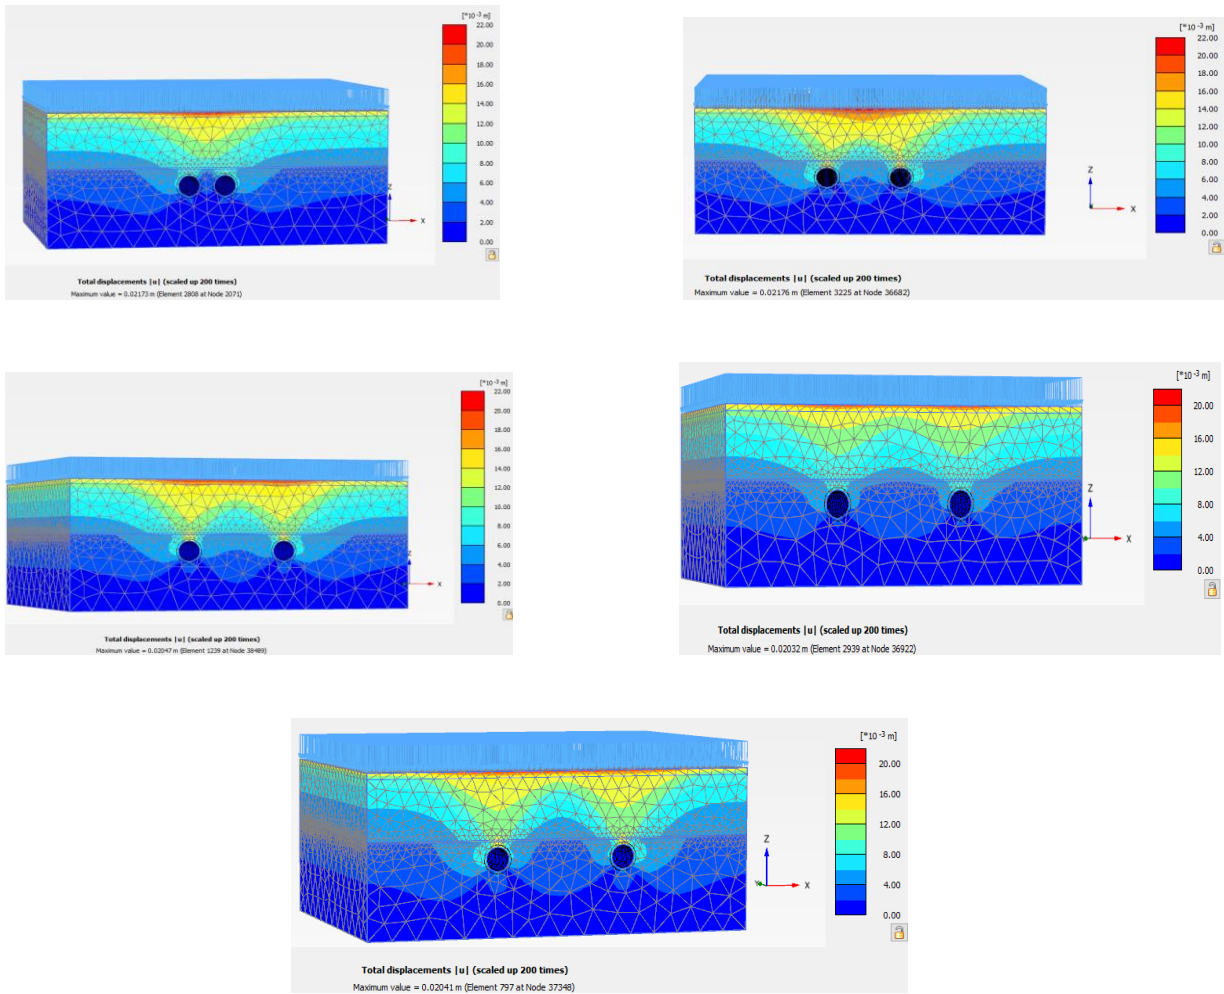 [*10 -3 m]
22.00
20.00
18.00
16.00
14.00
12.00
10.00
8.00
6.00
4.00
2.00
0.00
Z
X
Total displacements |u| (scaled up 200 times)
Maximum value = 0.02173 m (Element 2808 at Node 2071)
[*10 -3 m]
22.00
20.00
18.00
16.00
14.00
12.00
10.00
8.00
6.00
4.00
2.00
0.00
Z
X
Total displacements |u| (scaled up 200 times)
Maximum value = 0.02176 m (Element 3225 at Node 36682)
[*10 -3 m]
22.00
20.00
18.00
16.00
14.00
12.00
10.00
8.00
6.00
4.00
2.00
0.00
Z
X
Total displacements |u| (scaled up 200 times)
Maximum value = 0.02047 m (Element 1239 at Node 38489)
[*10 -3 m]
20.00
16.00
12.00
8.00
4.00
0.00
Z
X
Total displacements |u| (scaled up 200 times)
Maximum value = 0.02032 m (Element 2939 at Node 36922)
[*10 -3 m]
20.00
16.00
12.00
8.00
4.00
0.00
Z
Y
X
Total displacements |u| (scaled up 200 times)
Maximum value = 0.02041 m (Element 797 at Node 37348)